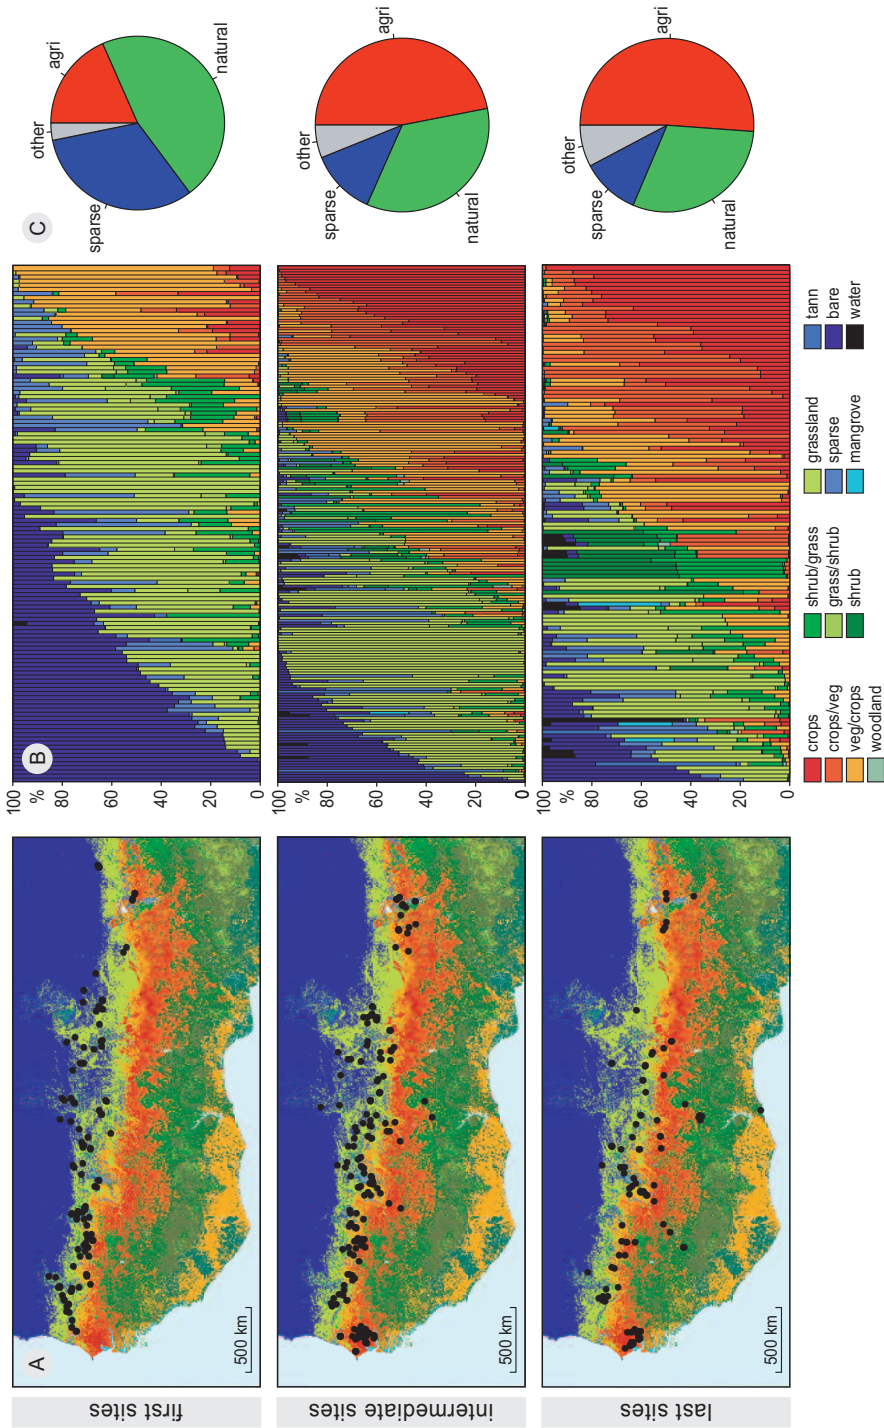 A
B
C
first sites
500 km
100
%
80
60
40
20
0
other
agri
sparse
natural
intermediate sites
500 km
100
%
80
60
40
20
0
other
agri
sparse
natural
last sites
500 km
100
%
80
60
40
20
0
other
agri
sparse
natural
crops
crops/veg
veg/crops
woodland
shrub/grass
grass/shrub
shrub
grassland
sparse
mangrove
tann
bare
water